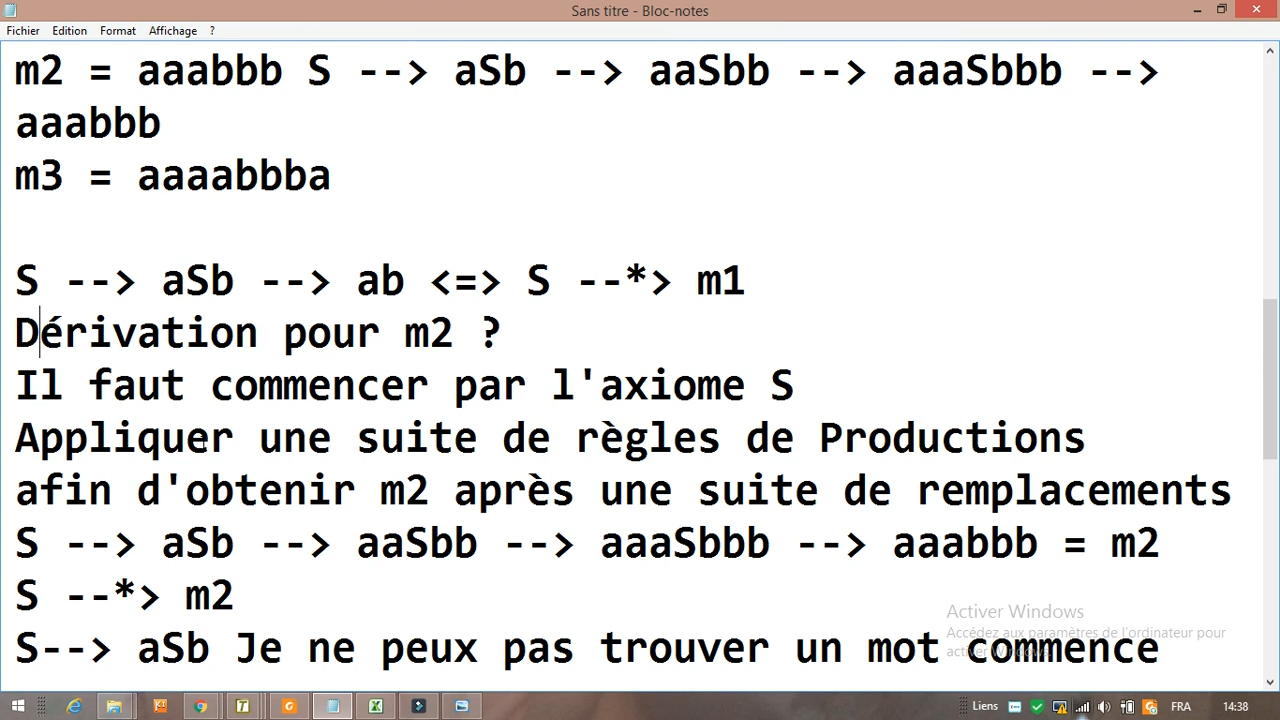 Sans titre - Bloc-notes
Fichier Edition Format Affichage ?
m2 = aaabbb S --> aSb --> aaSbb --> aaaSbbb -->
aaabbb
m3 = aaaabbba
S --> aSb --> ab <=> S --*> m1
Dérivation pour m2 ?
Il faut commencer par l'axiome S
Appliquer une suite de règles de Productions
afin d'obtenir m2 après une suite de remplacements
S --> aSb --> aaSbb --> aaaSbbb --> aaabbb = m2
S --*> m2
S--> aSb Je ne peux pas trouver un mot commence
Activer Windows
Accédez aux paramètres de l'ordinateur pour
activer Windows.
Liens FRA 14:38